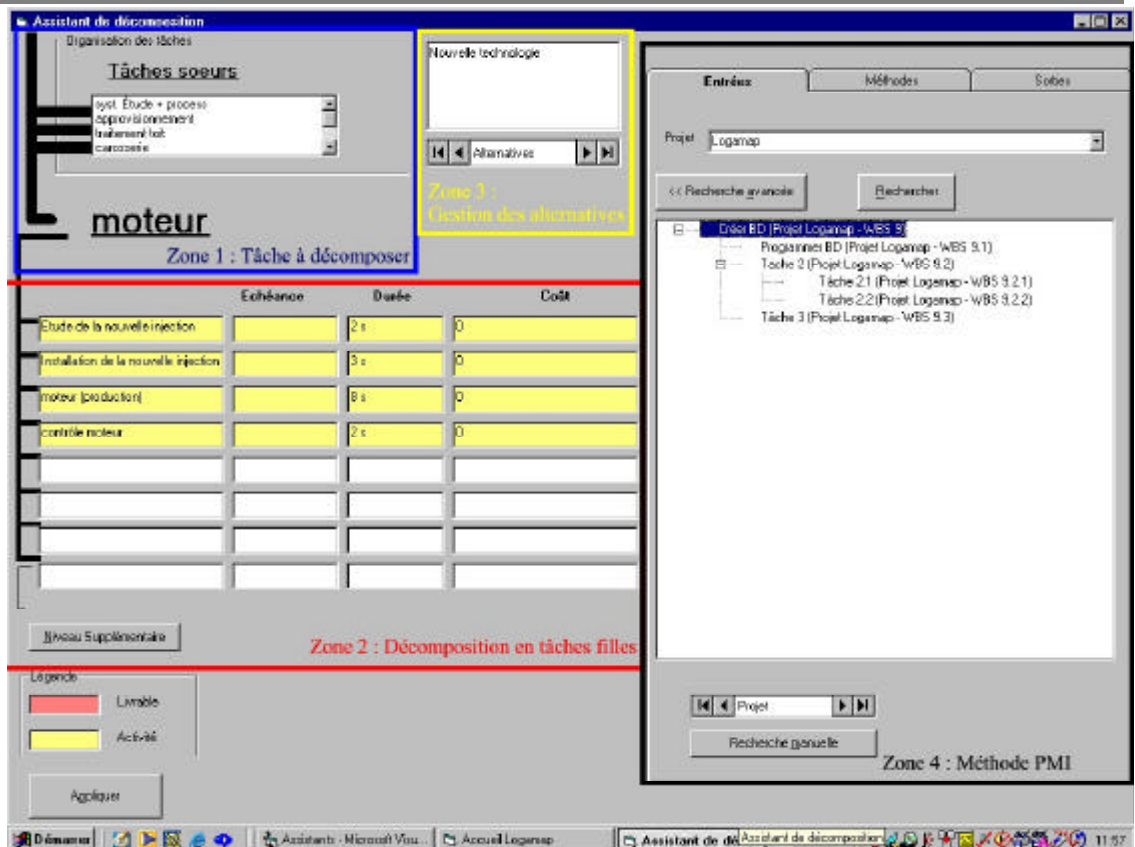 Assistant de décomposition
Organisation des tâches
Tâches soeurs
syst. Étude + process
approvisionnement
traitement toit
carosserie
moteur
Zone 1 : Tâche à décomposer
Nouvelle technologie
Alternatives
Zone 3 :
Gestion des alternatives
Echéance Durée Coût
Etude de la nouvelle injection 2 s 0
Installation de la nouvelle injection 3 s 0
moteur (production) 8 s 0
contrôle moteur 2 s 0
Niveau Supplémentaire
Zone 2 : Décomposition en tâches filles
Légende
Livrable
Activité
Appliquer
Entrées Méthodes Sorties
Projet Logamap
<< Recherche avancée Rechercher
Créer BD (Projet Logamap - WBS 9)
Programmer BD (Projet Logamap - WBS 9.1)
Tache 2 (Projet Logamap - WBS 9.2)
Tâche 2.1 (Projet Logamap - WBS 9.2.1)
Tâche 2.2 (Projet Logamap - WBS 9.2.2)
Tâche 3 (Projet Logamap - WBS 9.3)
Projet
Recherche manuelle
Zone 4 : Méthode PMI
Démarrer Assistants - Microsoft Visu... Accueil Logamap Assistant de dé Assistant de décomposition 11:57